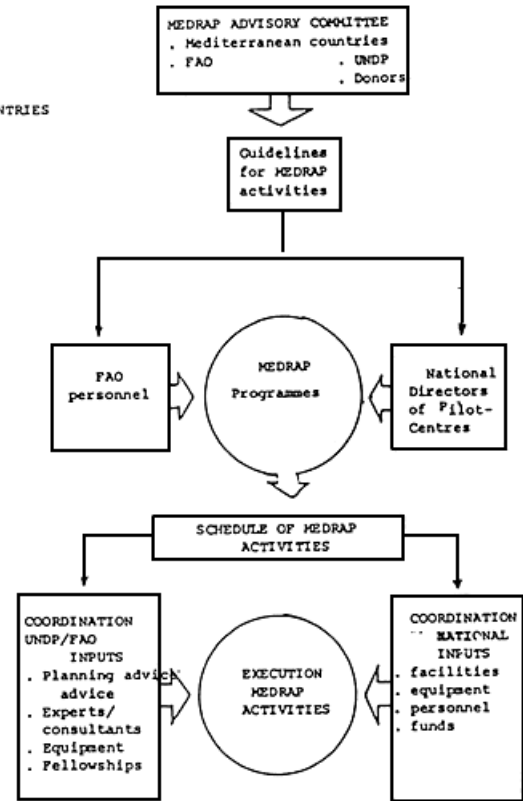 MEDRAP ADVISORY COMMITTEE
. Mediterranean countries
. FAO . UNDP
. Donors
NTRIES
Guidelines
for MEDRAP
activities
FAO
personnel
MEDRAP
Programmes
National
Directors
of Pilot-
Centres
SCHEDULE OF MEDRAP
ACTIVITIES
COORDINATION
UNDP/FAO
INPUTS
. Planning advice
advice
. Experts/
consultants
. Equipment
. Fellowships
EXECUTION
MEDRAP
ACTIVITIES
COORDINATION
NATIONAL
INPUTS
. facilities
. equipment
. personnel
. funds